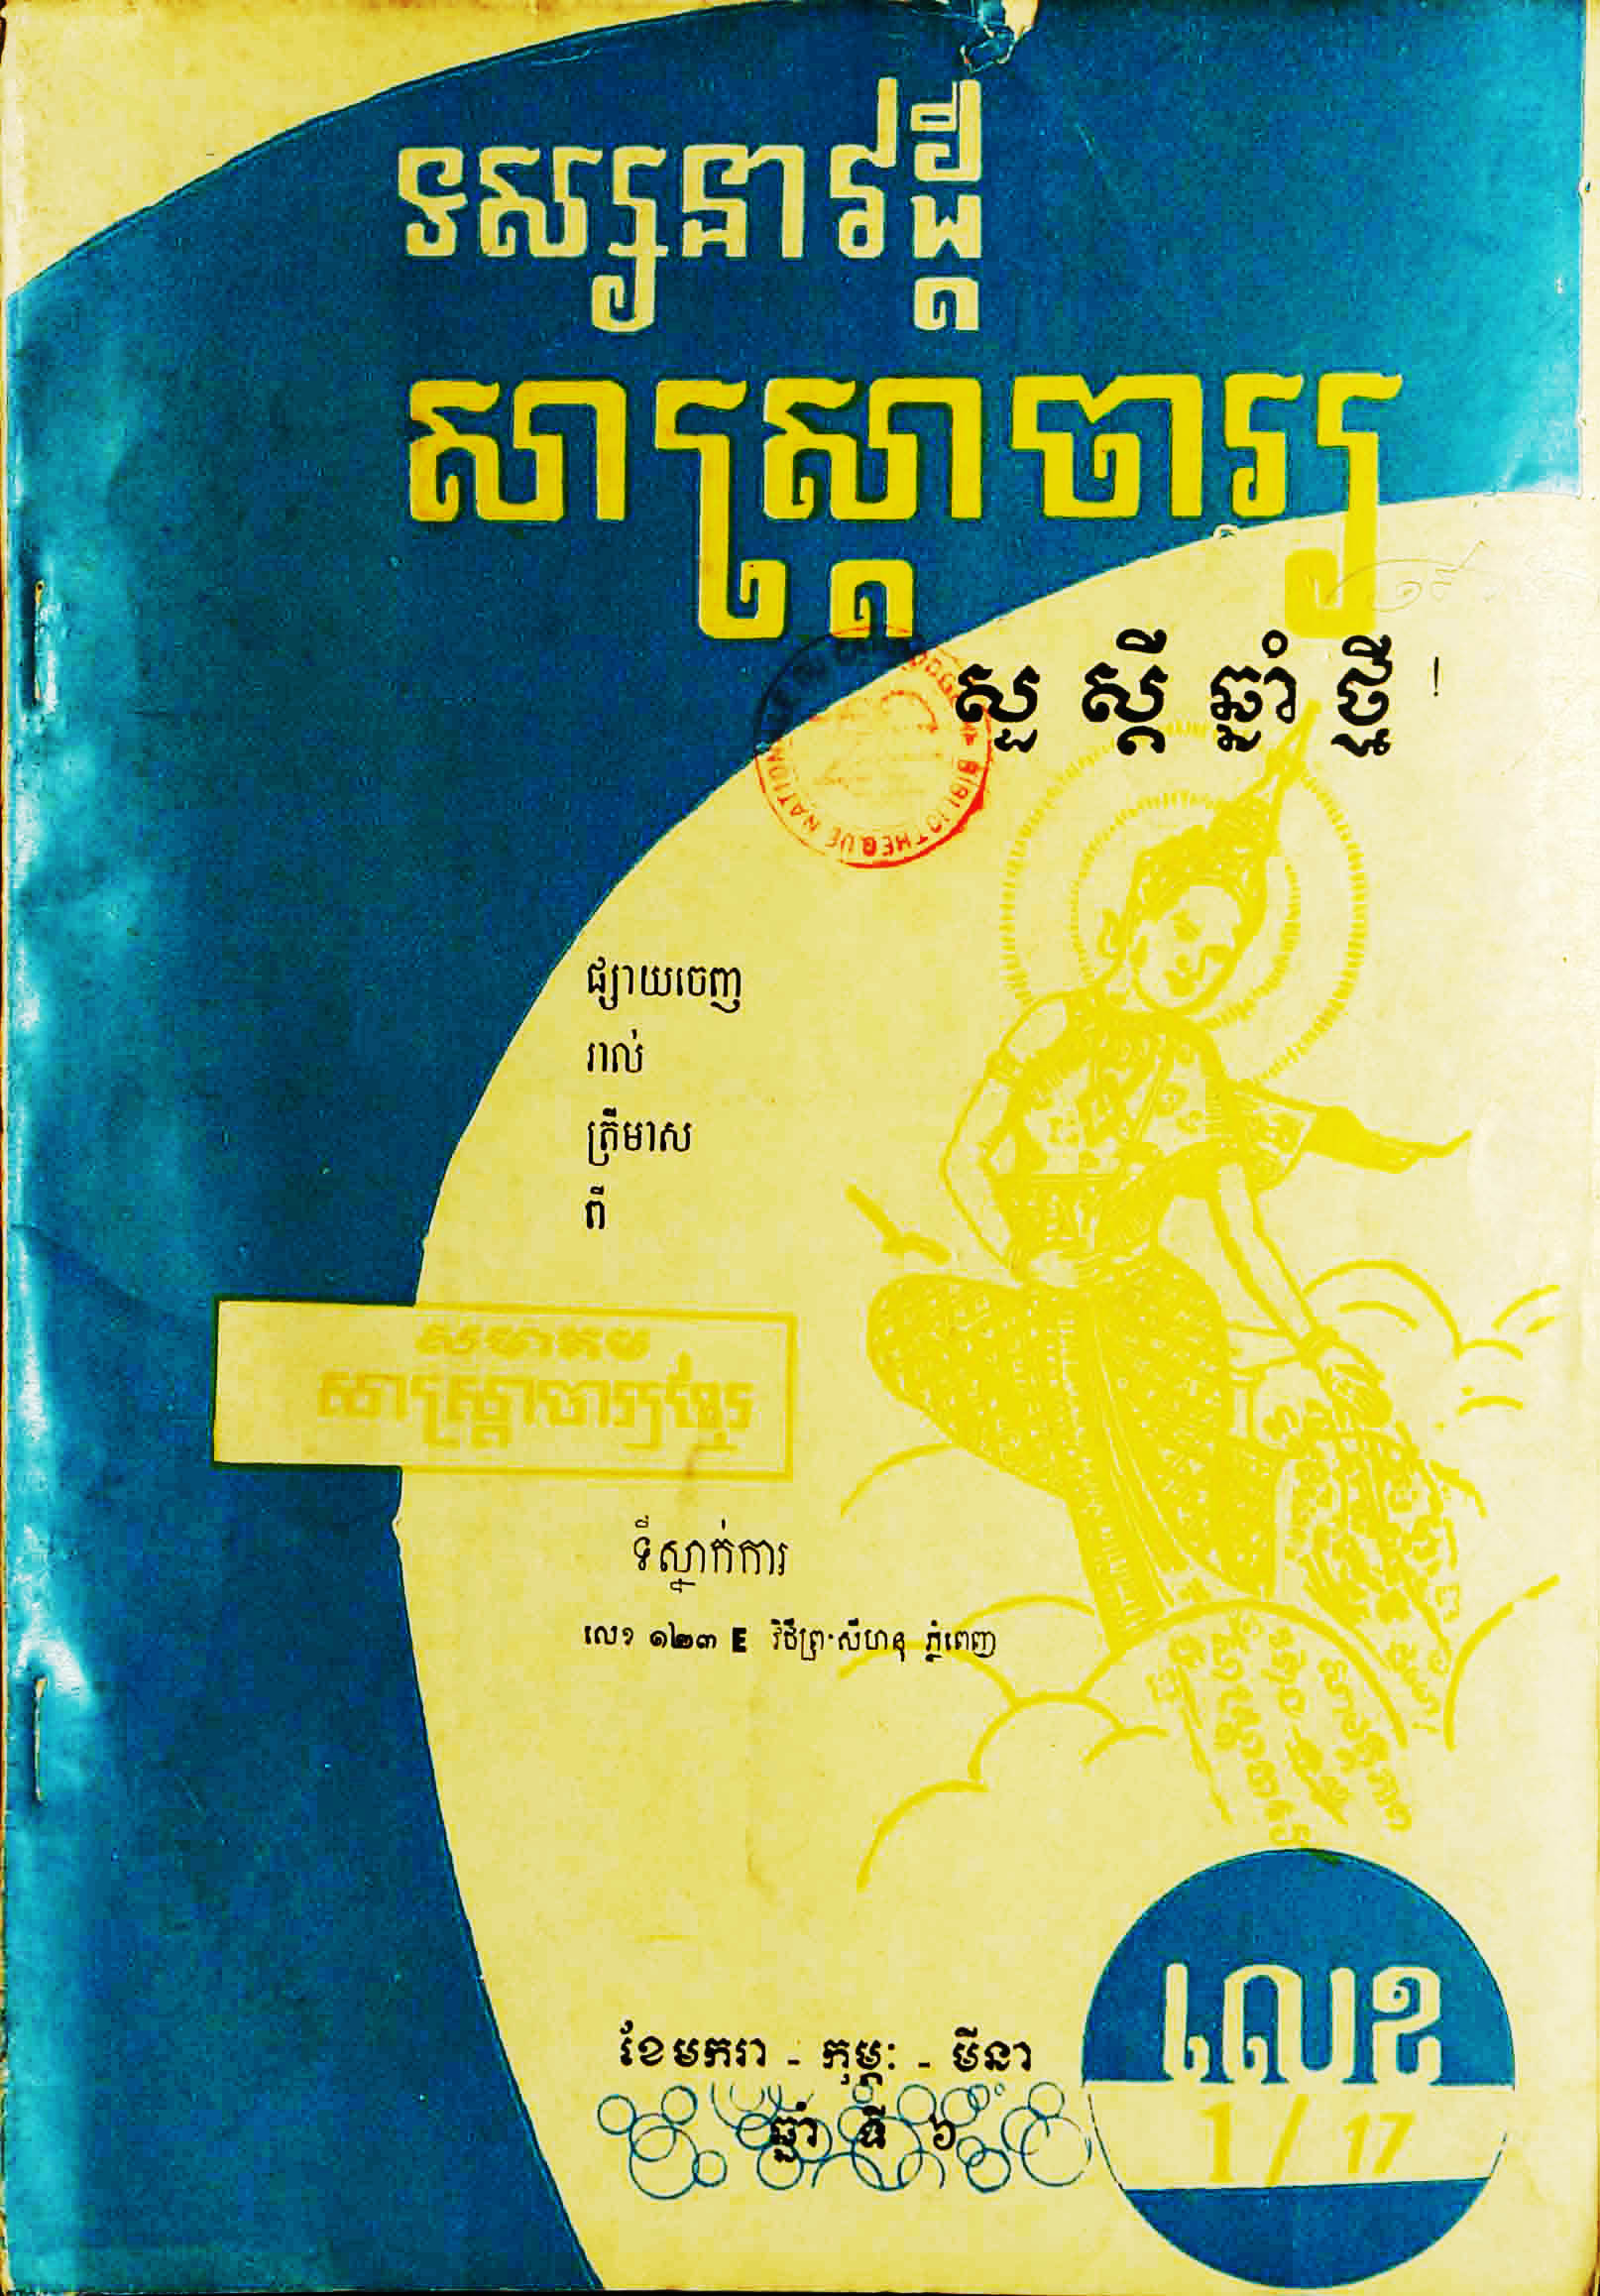 ទស្សនាវដ្ដី
សាស្ត្រាចារ្យ
សួ ស្ដី ឆ្នាំ ថ្មី !
BIBLIOTHEQUE NATIONALE
ផ្សាយចេញ
រាល់
ត្រីមាស
ពី
សមាគម
សាស្ត្រាចារ្យខ្មែរ
ទីស្នាក់ការ
លេខ ១២៣ E វិថីព្រះសីហនុ ភ្នំពេញ
ខែមករា - កុម្ភៈ - មីនា
ឆ្នាំ ទី ៦
លេខ
1 / 17